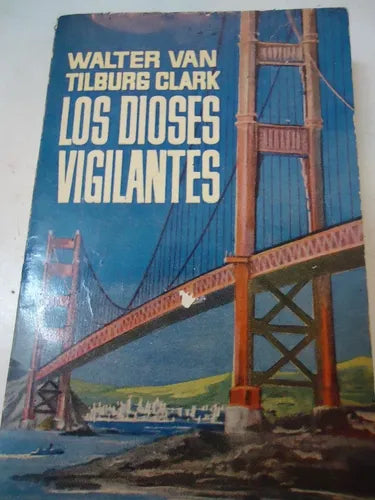 WALTER VAN
TILBURG CLARK
LOS DIOSES
VIGILANTES